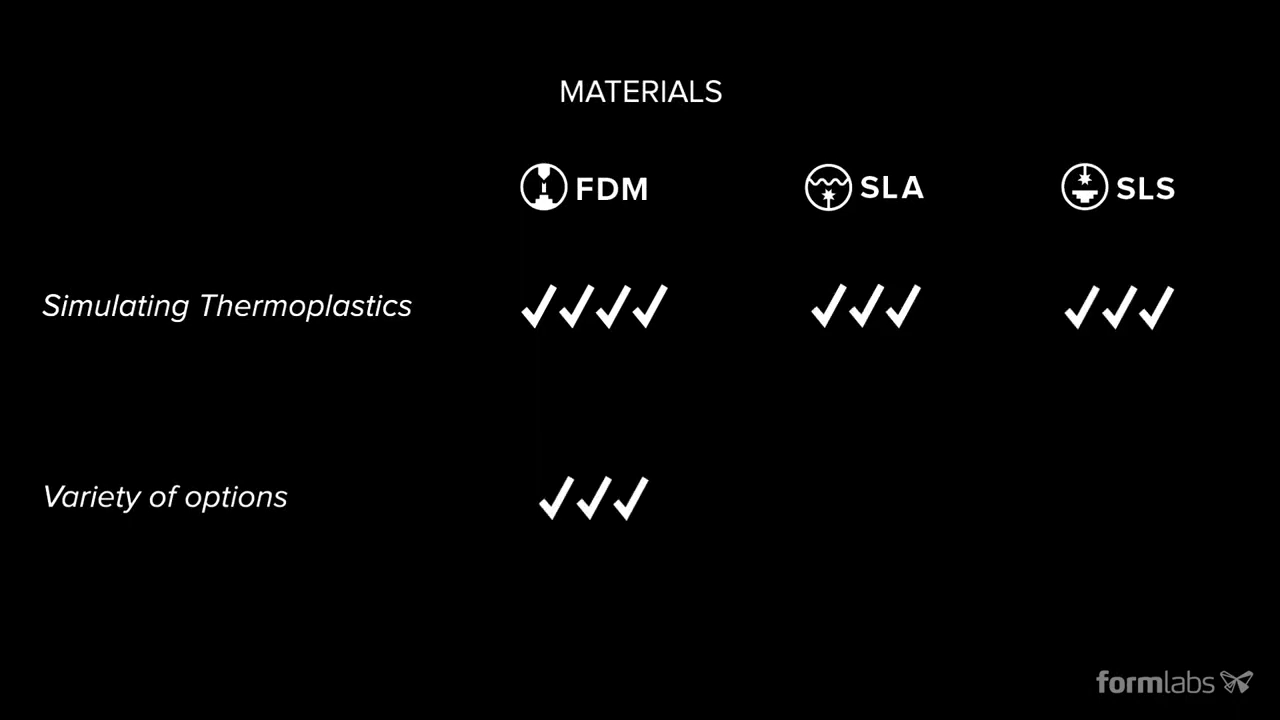 MATERIALS
FDM SLA SLS
Simulating Thermoplastics ✓✓✓✓ ✓✓✓ ✓✓✓
Variety of options ✓✓✓
formlabs